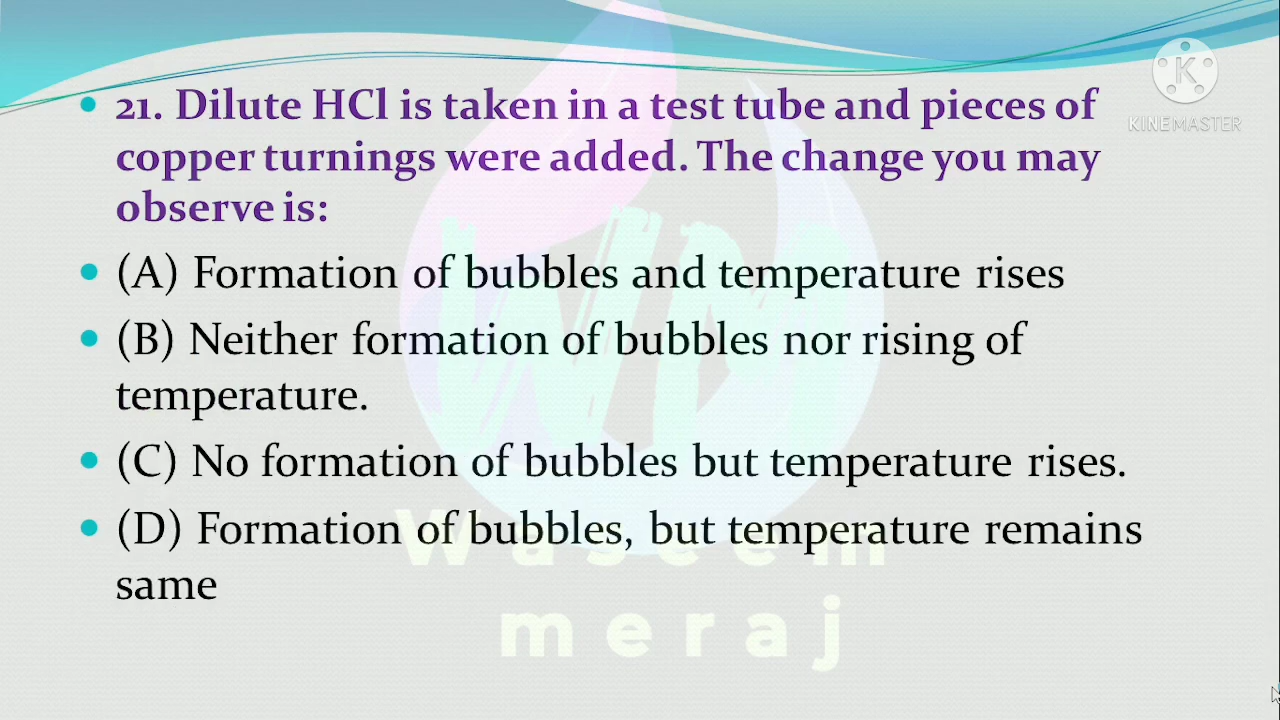 21. Dilute HCl is taken in a test tube and pieces of
copper turnings were added. The change you may
observe is:
(A) Formation of bubbles and temperature rises
(B) Neither formation of bubbles nor rising of
temperature.
(C) No formation of bubbles but temperature rises.
(D) Formation of bubbles, but temperature remains
same
K
KINEMASTER
WM
Waseem
meraj